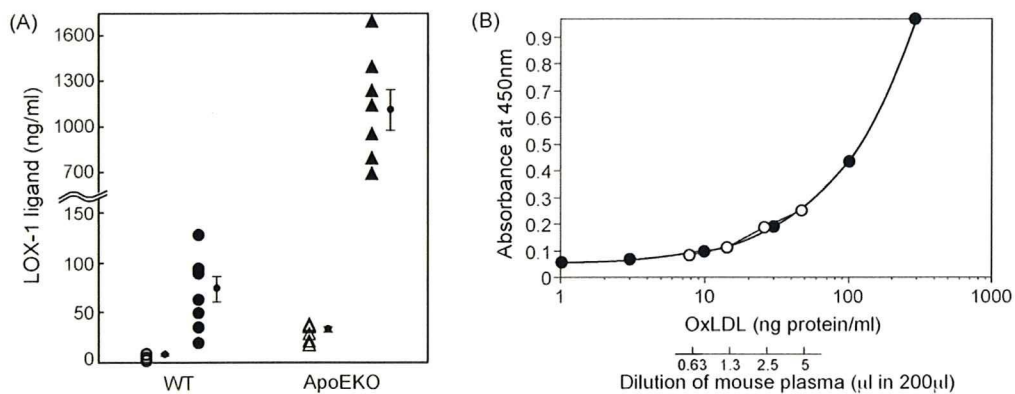 (A)
LOX-1 ligand (ng/ml)
1600
1300
1000
700
150
100
50
0
WT
ApoEKO
(B)
Absorbance at 450nm
0.9
0.8
0.7
0.6
0.5
0.4
0.3
0.2
0.1
0
1
10
100
1000
OxLDL (ng protein/ml)
0.63 1.3 2.5 5
Dilution of mouse plasma (µl in 200µl)